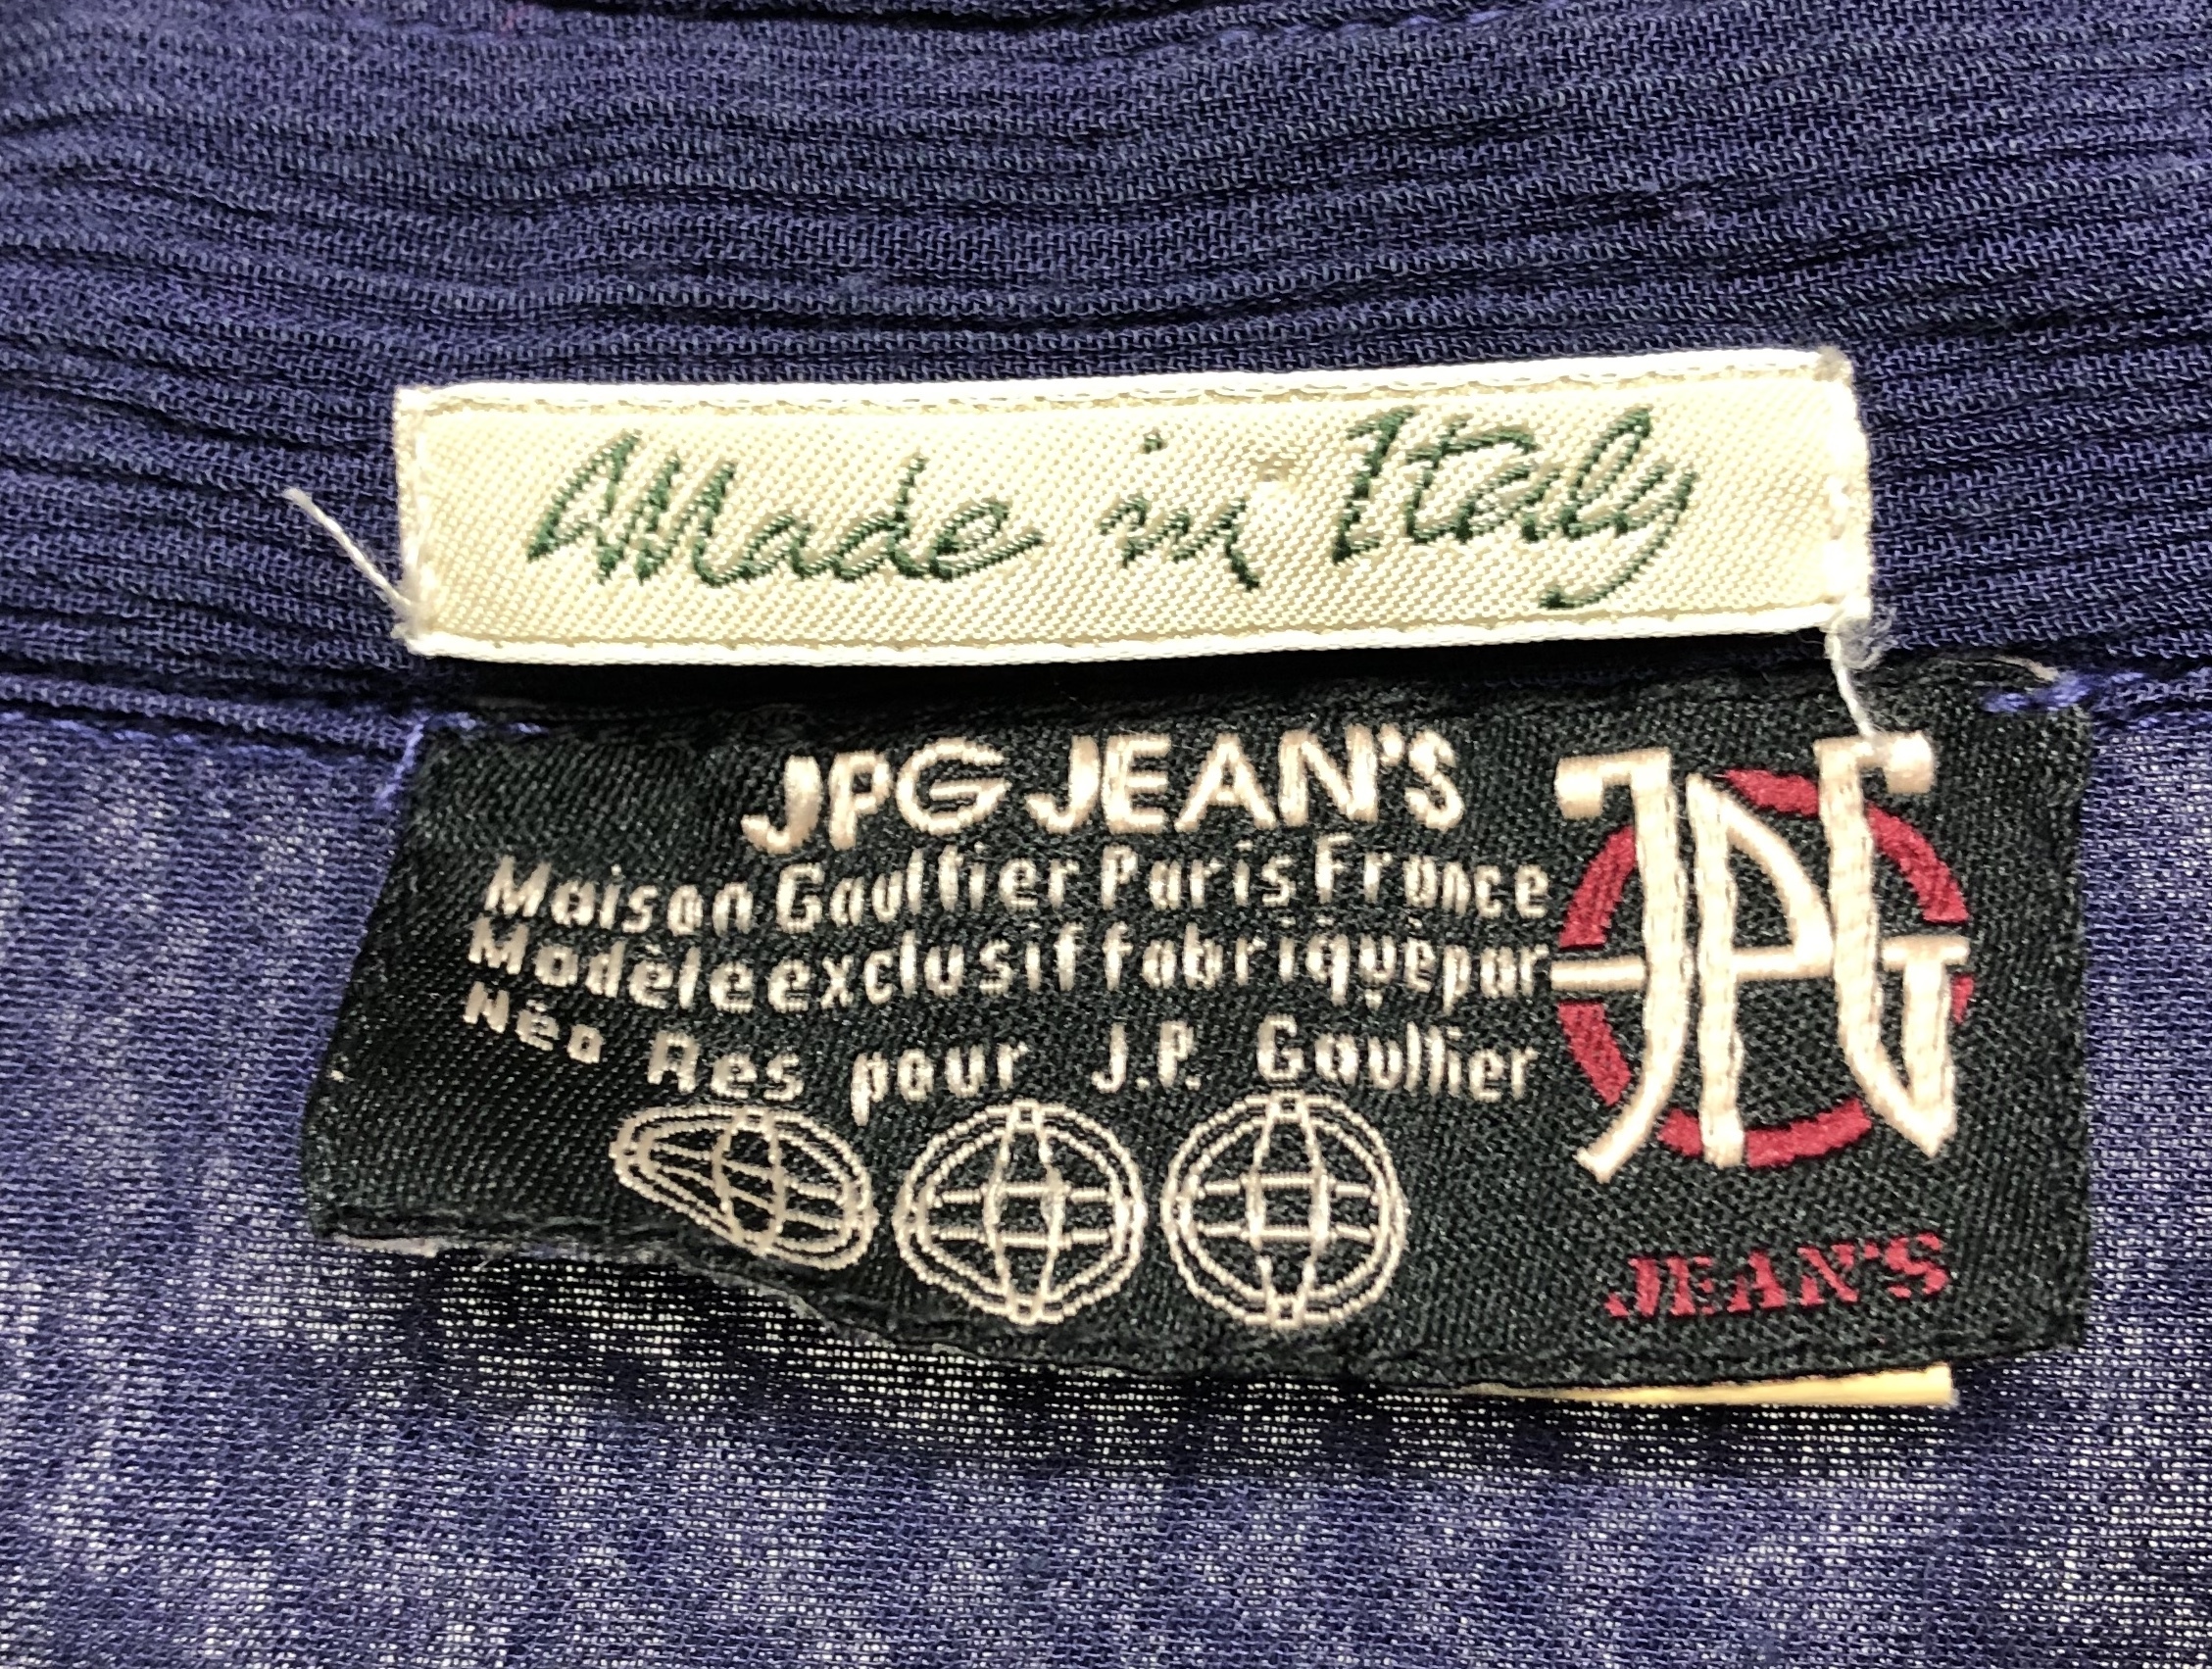 Made in Italy
JPG JEAN'S
Maison Gaultier Paris France
Modèle exclusif fabriqué par
Néo Res pour J.P. Gaultier
JPG
JEAN'S